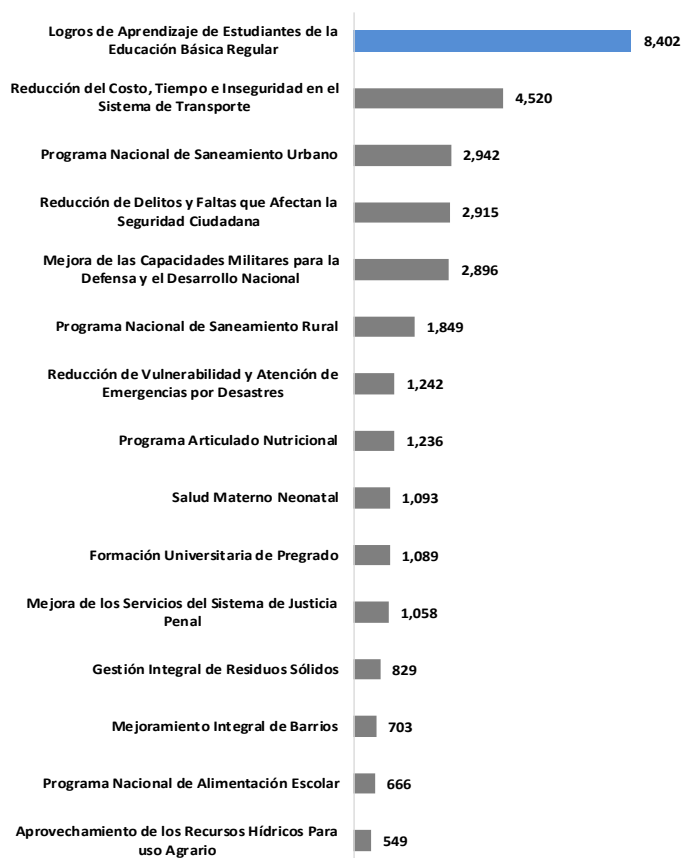 Logros de Aprendizaje de Estudiantes de la
Educación Básica Regular
8,402
Reducción del Costo, Tiempo e Inseguridad en el
Sistema de Transporte
4,520
Programa Nacional de Saneamiento Urbano
2,942
Reducción de Delitos y Faltas que Afectan la
Seguridad Ciudadana
2,915
Mejora de las Capacidades Militares para la
Defensa y el Desarrollo Nacional
2,896
Programa Nacional de Saneamiento Rural
1,849
Reducción de Vulnerabilidad y Atención de
Emergencias por Desastres
1,242
Programa Articulado Nutricional
1,236
Salud Materno Neonatal
1,093
Formación Universitaria de Pregrado
1,089
Mejora de los Servicios del Sistema de Justicia
Penal
1,058
Gestión Integral de Residuos Sólidos
829
Mejoramiento Integral de Barrios
703
Programa Nacional de Alimentación Escolar
666
Aprovechamiento de los Recursos Hídricos Para
uso Agrario
549